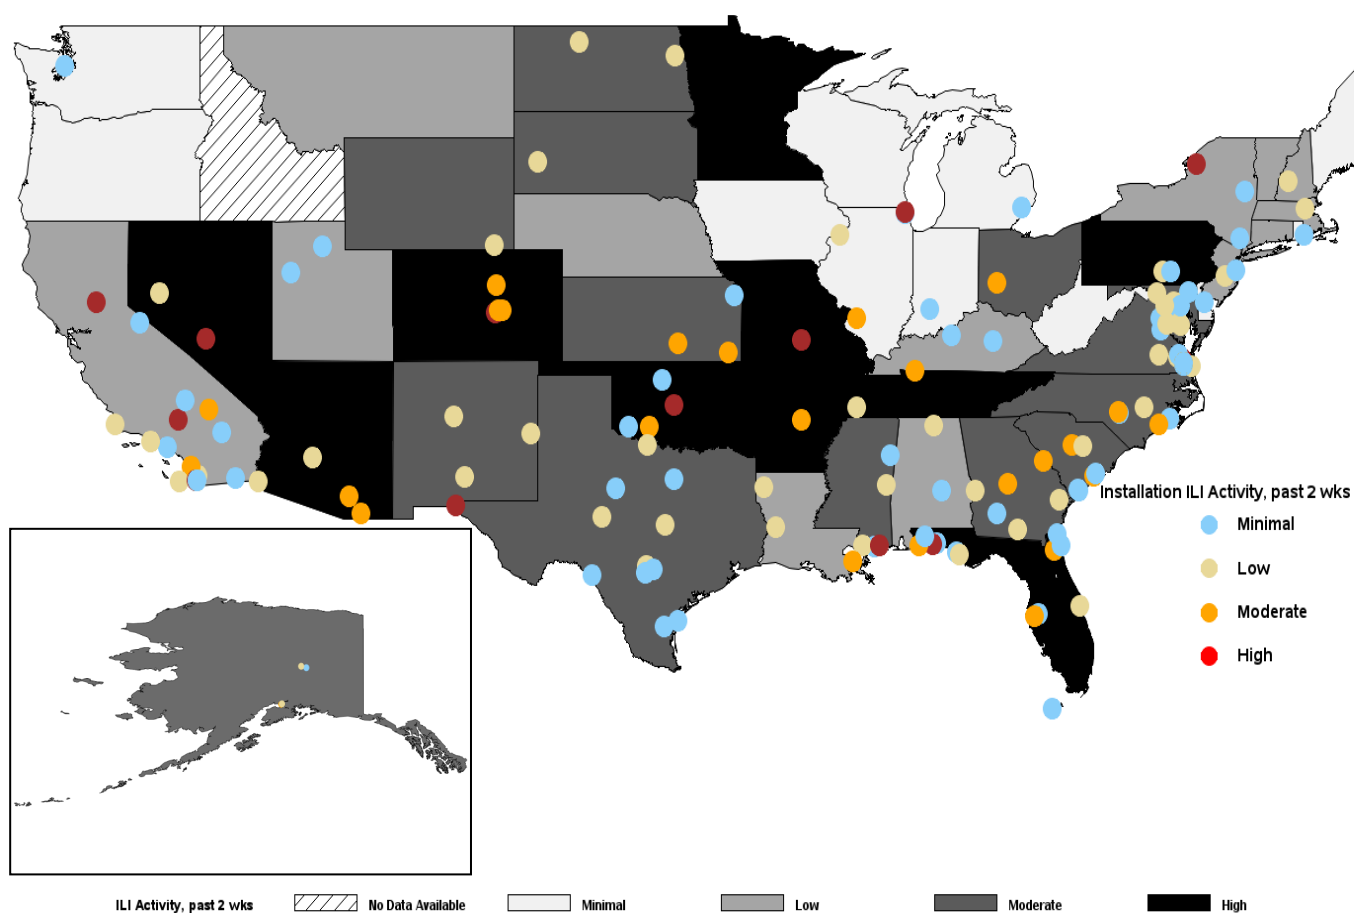 Installation ILI Activity, past 2 wks
Minimal
Low
Moderate
High
ILI Activity, past 2 wks
No Data Available
Minimal
Low
Moderate
High